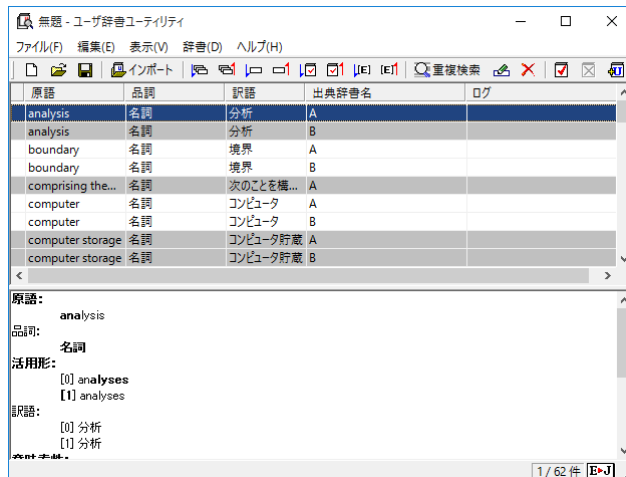 無題 - ユーザ辞書ユーティリティ
ファイル(F) 編集(E) 表示(V) 辞書(D) ヘルプ(H)
インポート [E] [E] 重複検索
原語 品詞 訳語 出典辞書名 ログ
analysis 名詞 分析 A
analysis 名詞 分析 B
boundary 名詞 境界 A
boundary 名詞 境界 B
comprising the... 名詞 次のことを構... A
computer 名詞 コンピュータ A
computer 名詞 コンピュータ B
computer storage 名詞 コンピュータ貯蔵 A
computer storage 名詞 コンピュータ貯蔵 B
原語:
analysis
品詞:
名詞
活用形:
[0] analyses
[1] analyses
訳語:
[0] 分析
[1] 分析
意味素性:
1 / 62 件 E▸J